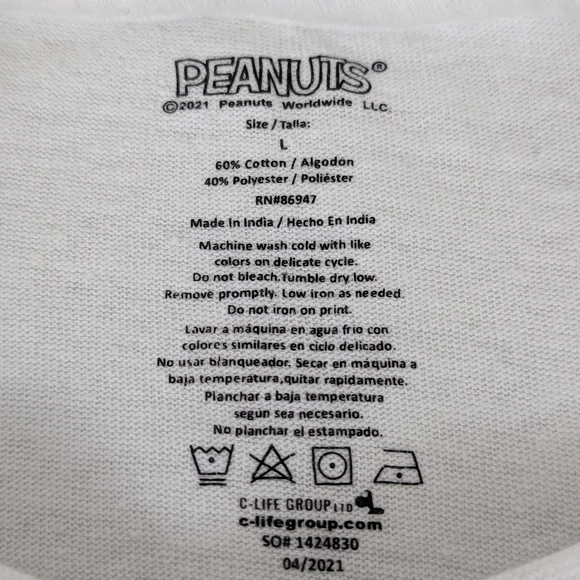 PEANUTS®
©2021 Peanuts Worldwide LLC.
Size / Talla:
L
60% Cotton / Algodón
40% Polyester / Poliéster
RN#86947
Made In India / Hecho En India
Machine wash cold with like
colors on delicate cycle.
Do not bleach.Tumble dry low.
Remove promptly. Low iron as needed.
Do not iron on print.
Lavar a máquina en agua frio con
colores similares en ciclo delicado.
No usar blanqueador. Secar en máquina a
baja temperatura,quitar rapidamente.
Planchar a baja temperatura
segun sea necesario.
No planchar el estampado.
C-LIFE GROUP LTD
c-lifegroup.com
SO# 1424830
04/2021